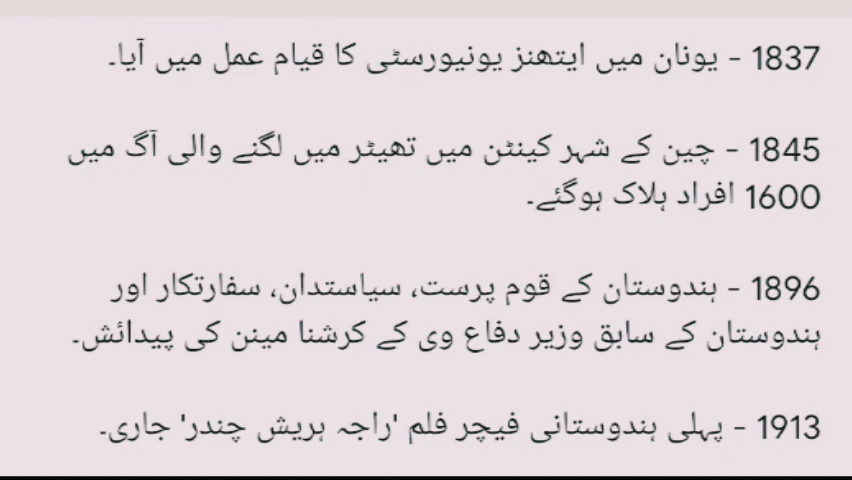 1837 - یونان میں ایتھنز یونیورسٹی کا قیام عمل میں آیا۔
1845 - چین کے شہر کینٹن میں تھیٹر میں لگنے والی آگ میں
1600 افراد ہلاک ہوگئے۔
1896 - ہندوستان کے قوم پرست، سیاستدان، سفارتکار اور
ہندوستان کے سابق وزیر دفاع وی کے کرشنا مینن کی پیدائش۔
1913 - پہلی ہندوستانی فیچر فلم 'راجہ ہریش چندر' جاری۔